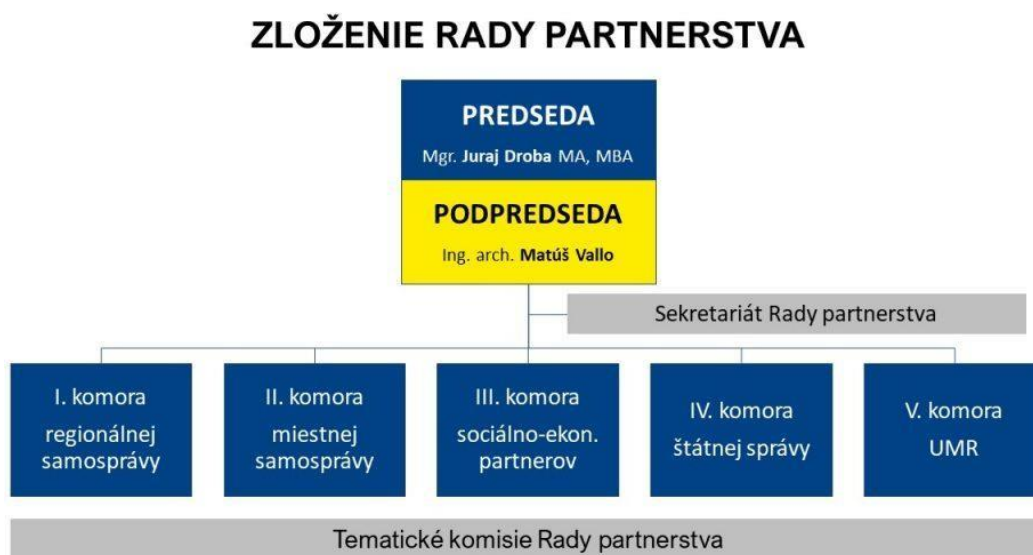 ZLOŽENIE RADY PARTNERSTVA
PREDSEDA
Mgr. Juraj Droba MA, MBA
PODPREDSEDA
Ing. arch. Matúš Vallo
Sekretariát Rady partnerstva
I. komora
regionálnej
samosprávy
II. komora
miestnej
samosprávy
III. komora
sociálno-ekon.
partnerov
IV. komora
štátnej správy
V. komora
UMR
Tematické komisie Rady partnerstva